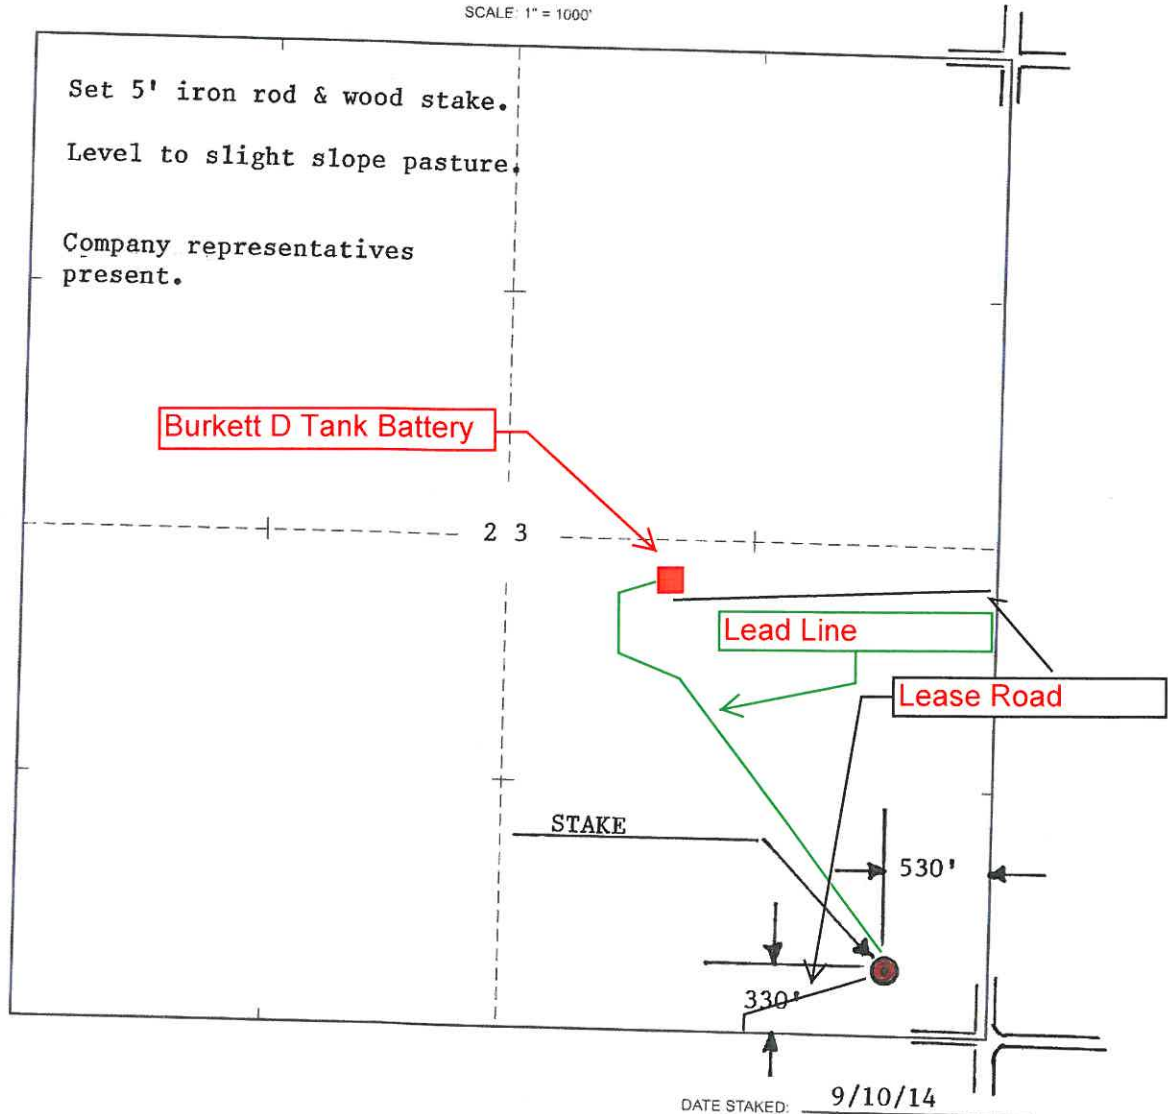 SCALE: 1" = 1000'
Set 5' iron rod & wood stake.
Level to slight slope pasture.
Company representatives
present.
Burkett D Tank Battery
2 3
Lead Line
Lease Road
STAKE
530'
330'
DATE STAKED: 9/10/14